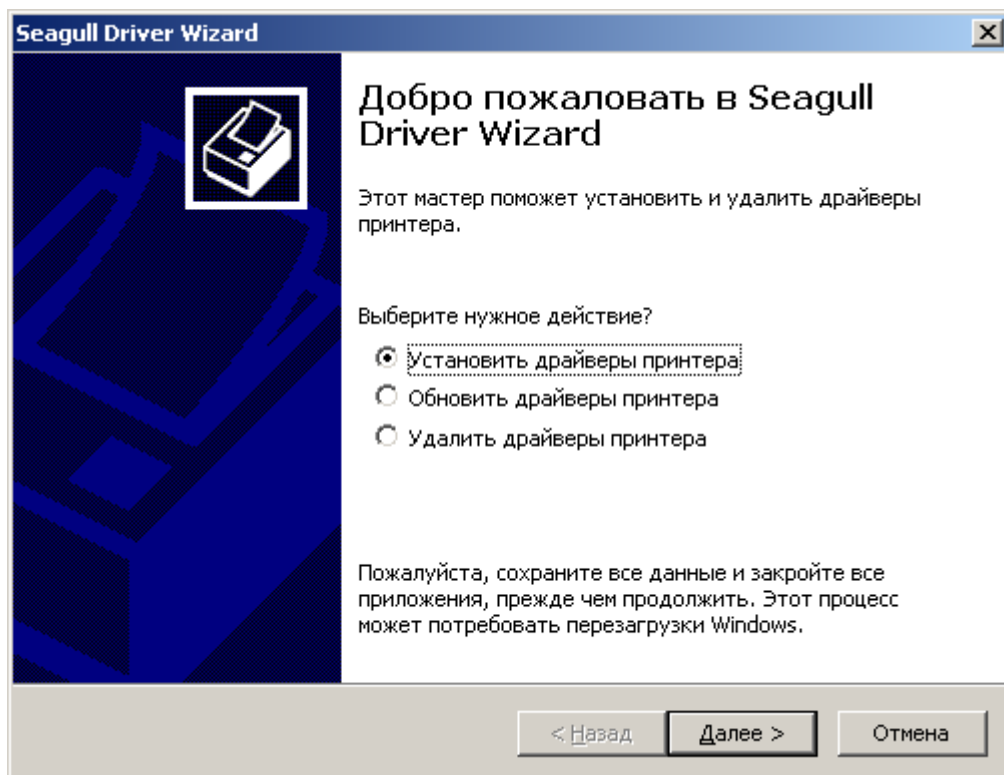 Seagull Driver Wizard
Добро пожаловать в Seagull
Driver Wizard
Этот мастер поможет установить и удалить драйверы
принтера.
Выберите нужное действие?
Установить драйверы принтера
Обновить драйверы принтера
Удалить драйверы принтера
Пожалуйста, сохраните все данные и закройте все
приложения, прежде чем продолжить. Этот процесс
может потребовать перезагрузки Windows.
< Назад
Далее >
Отмена